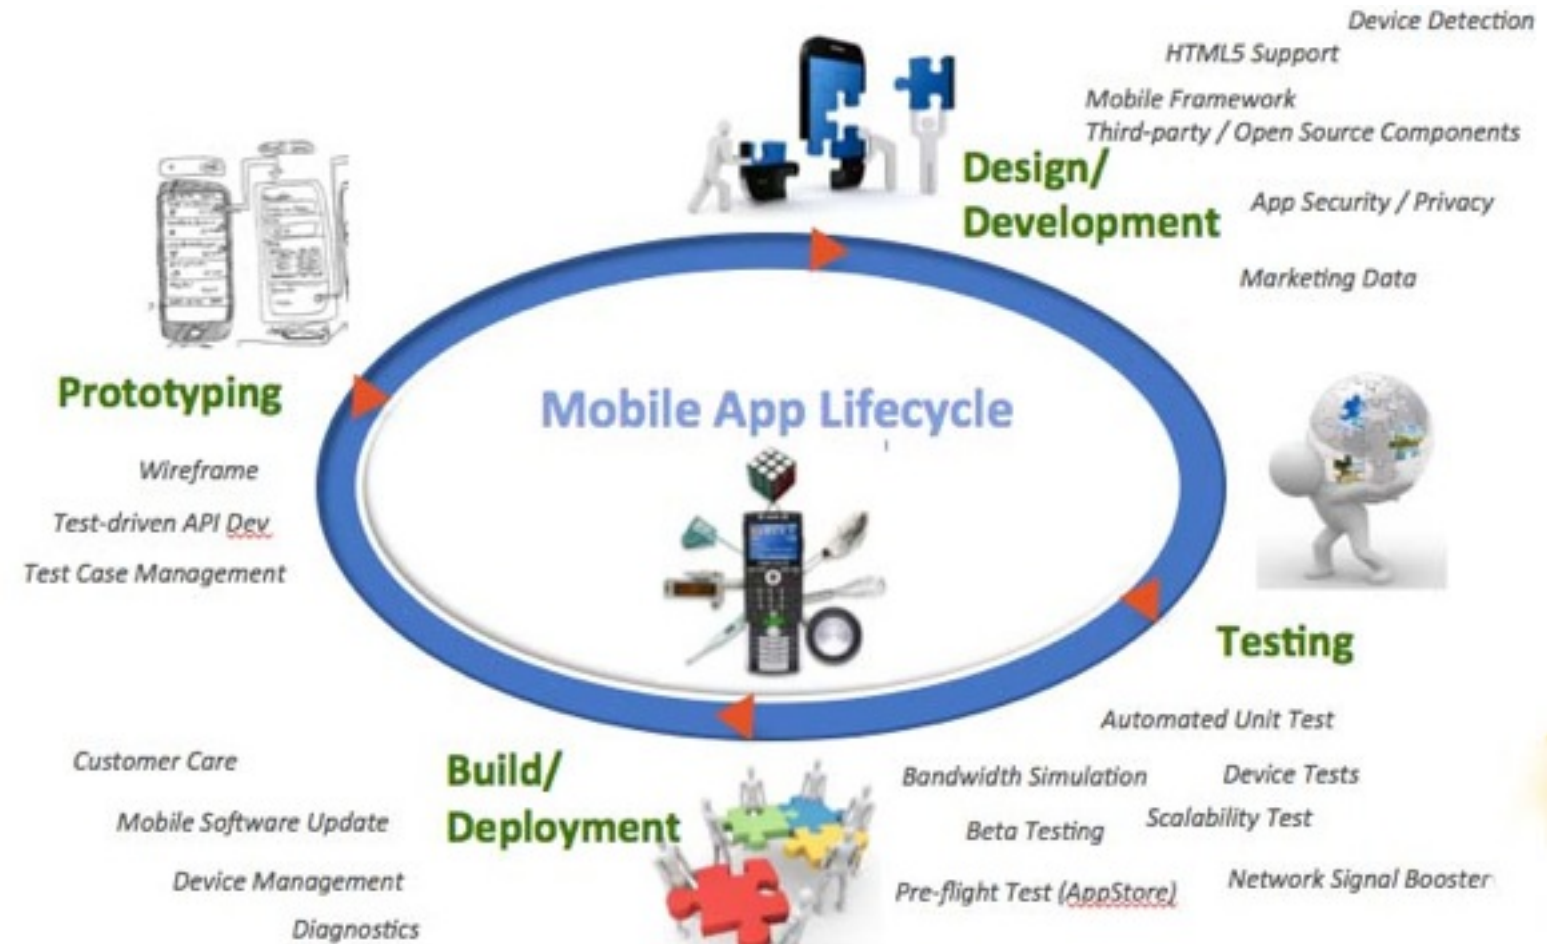 Device Detection
HTML5 Support
Mobile Framework
Third-party / Open Source Components
Design/
Development
App Security / Privacy
Marketing Data
Prototyping
Wireframe
Test-driven API Dev
Test Case Management
Mobile App Lifecycle
Testing
Automated Unit Test
Bandwidth Simulation
Device Tests
Beta Testing
Scalability Test
Pre-flight Test (AppStore)
Network Signal Booster
Build/
Deployment
Customer Care
Mobile Software Update
Device Management
Diagnostics